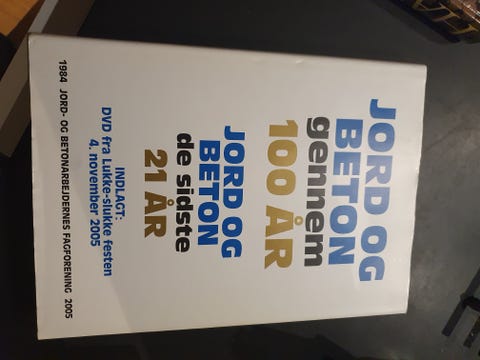 JORD OG
BETON
gennem
100 ÅR
JORD OG
BETON
de sidste
21 ÅR
INDLAGT:
DVD fra Lukke-slukke festen
4. november 2005
1984 JORD- OG BETONARBEJDERNES FAGFORENING 2005